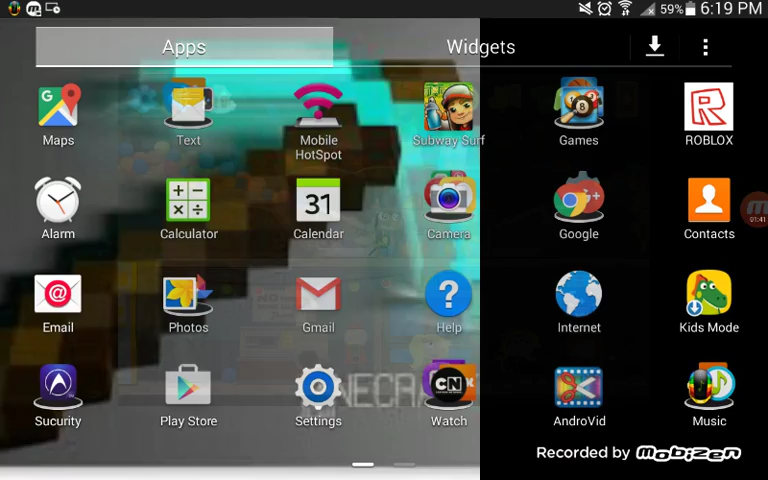 59% 6:19 PM
Apps Widgets
Maps Text Mobile HotSpot Subway Surf Games ROBLOX
31
Alarm Calculator Calendar Camera Google Contacts
01:41
Email Photos Gmail Help Internet Kids Mode
CN
Sucurity Play Store Settings Watch AndroVid Music
Recorded by mobizen